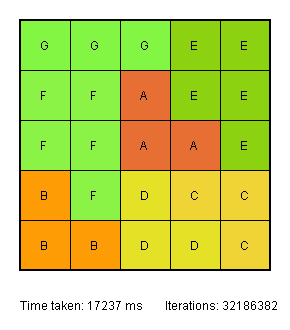 G G G E E
F F A E E
F F A A E
B F D C C
B B D D C
Time taken: 17237 ms Iterations: 32186382